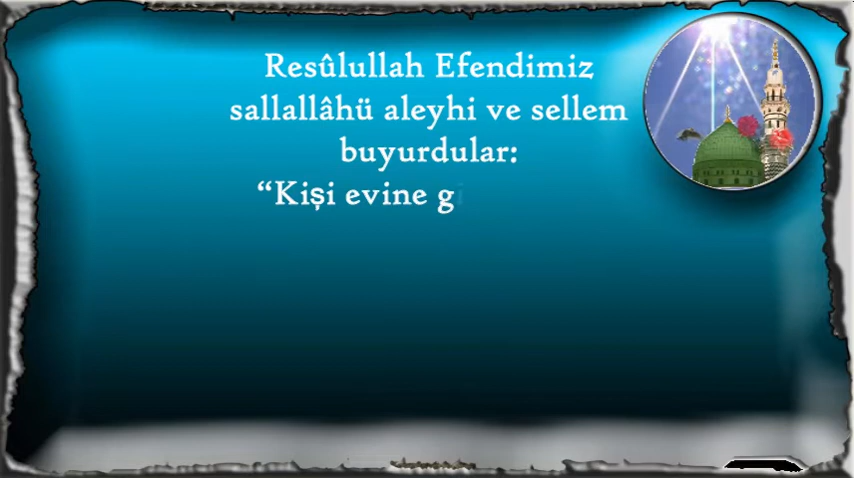 Resûlullah Efendimiz
sallallâhü aleyhi ve sellem
buyurdular:
“Kişi evine g